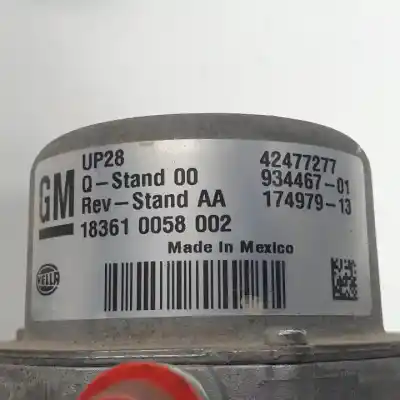 GM
UP28
Q-Stand 00
Rev-Stand AA
18361 0058 002
42477277
934467-01
174979-13
Made in Mexico
HELLA